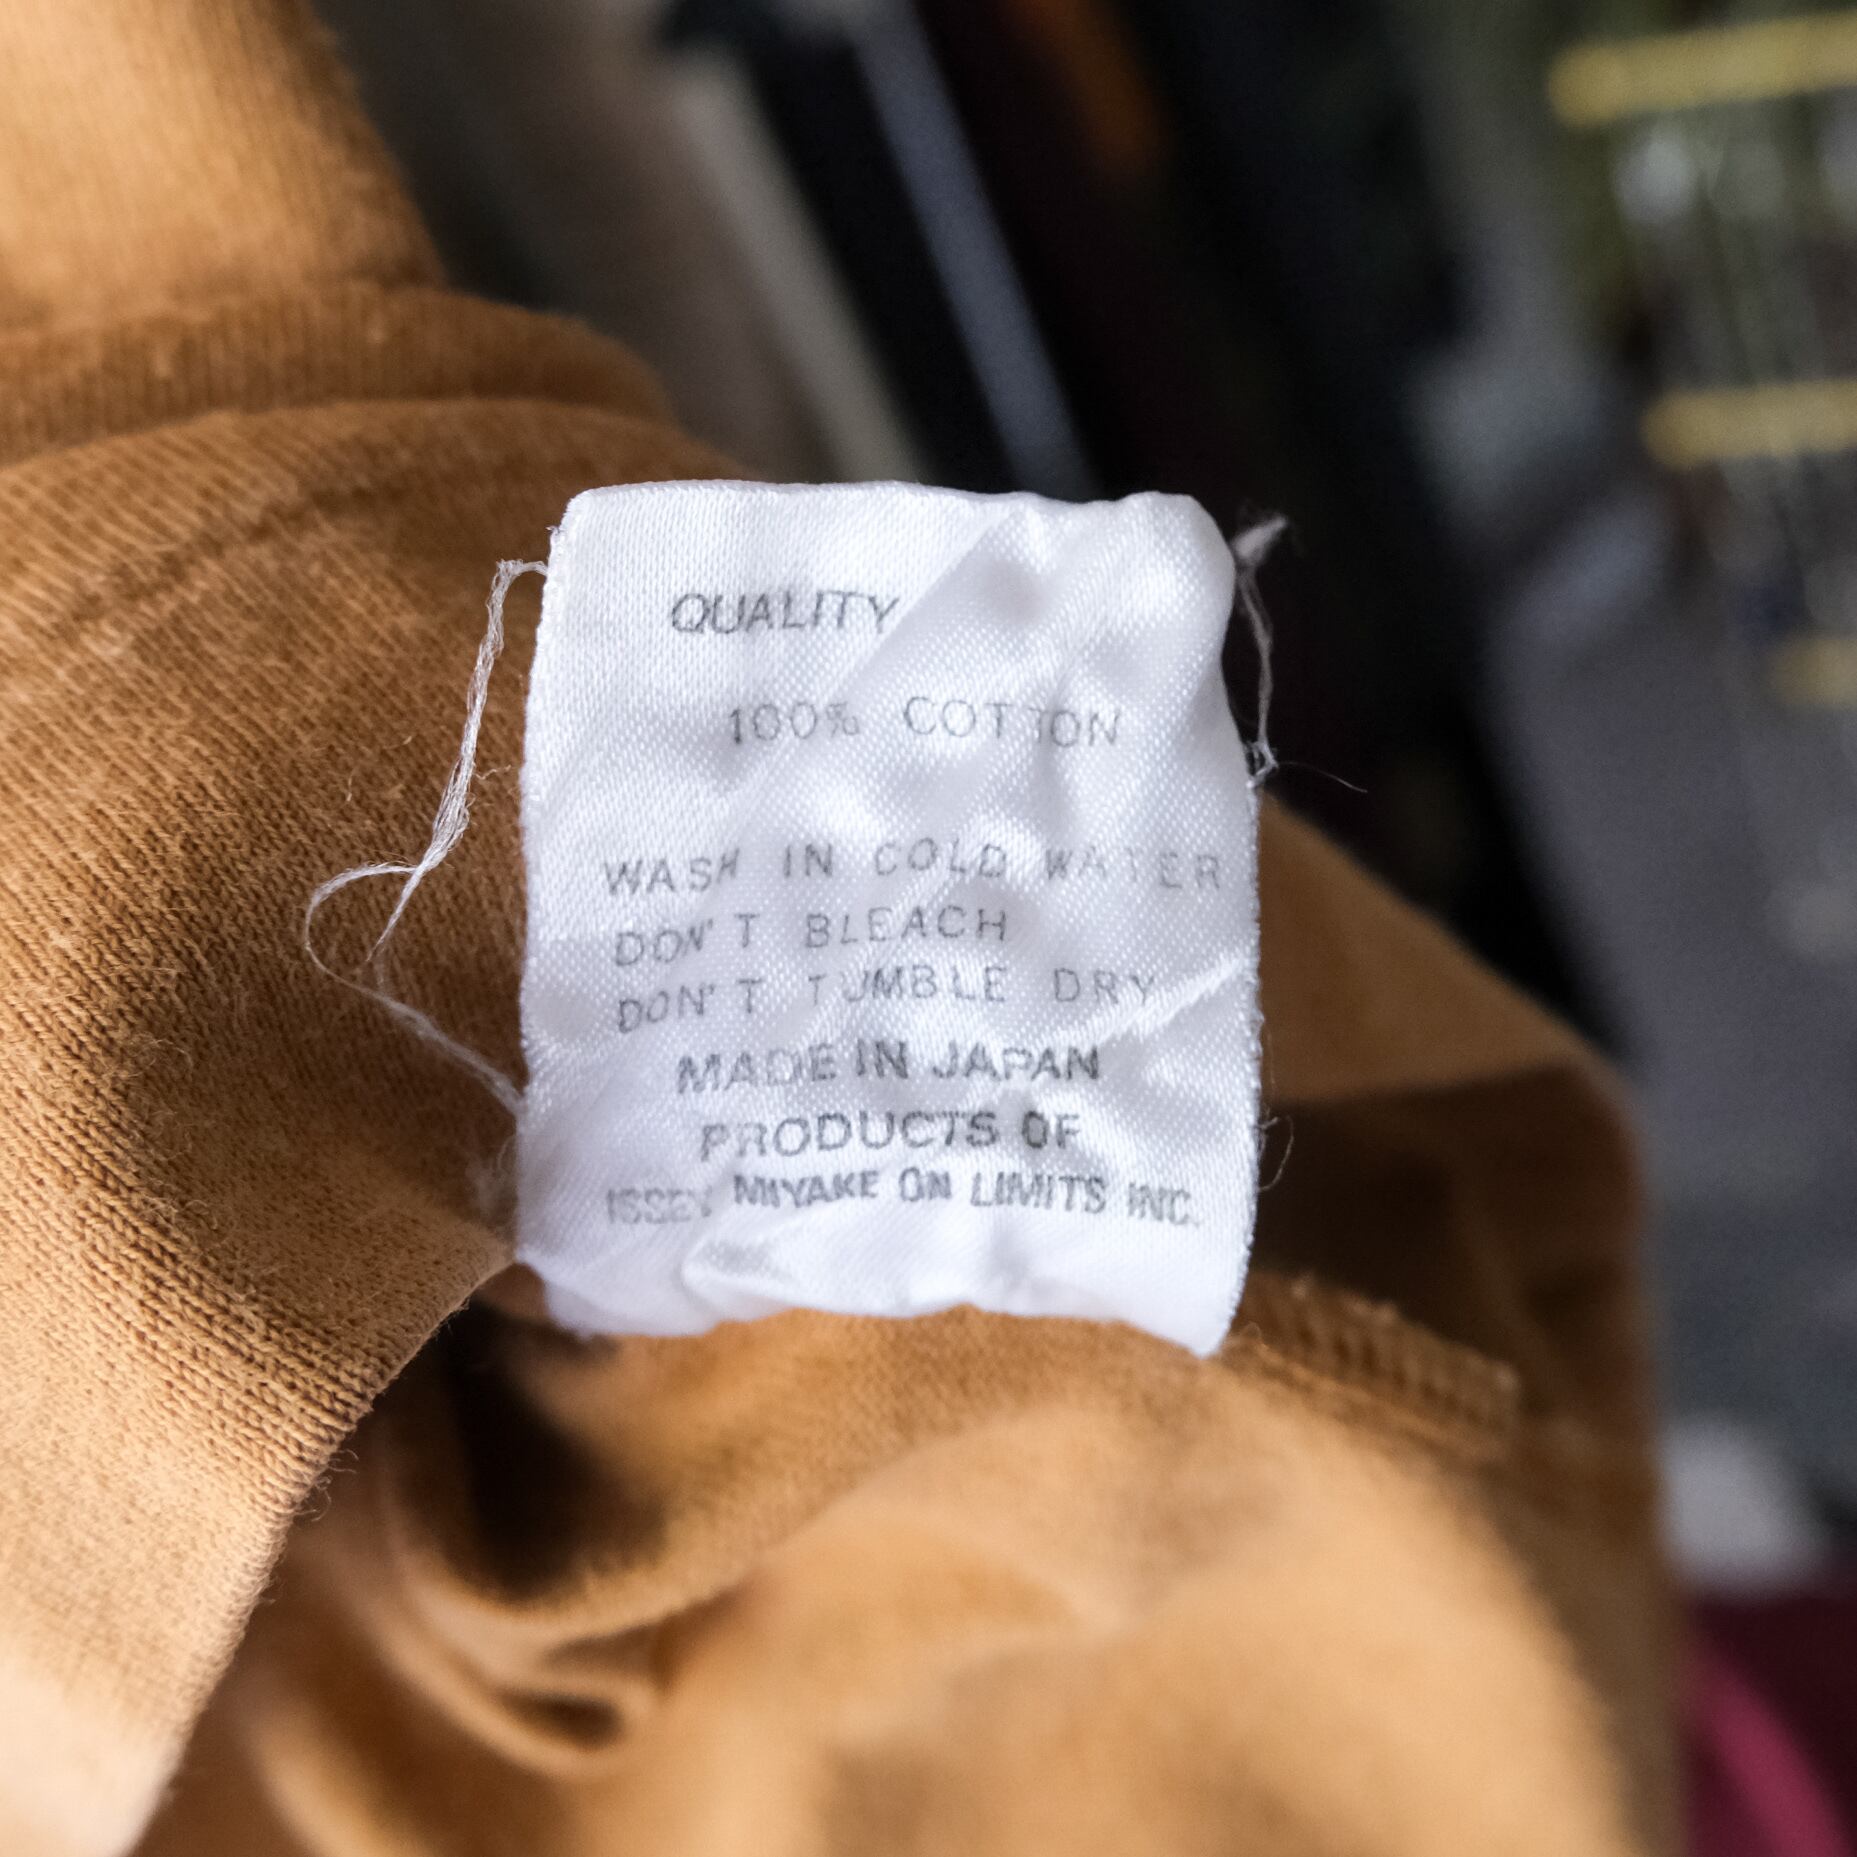 QUALITY
100% COTTON
WASH IN COLD WATER
DON'T BLEACH
DON'T TUMBLE DRY
MADE IN JAPAN
PRODUCTS OF
ISSEY MIYAKE ON LIMITS INC.